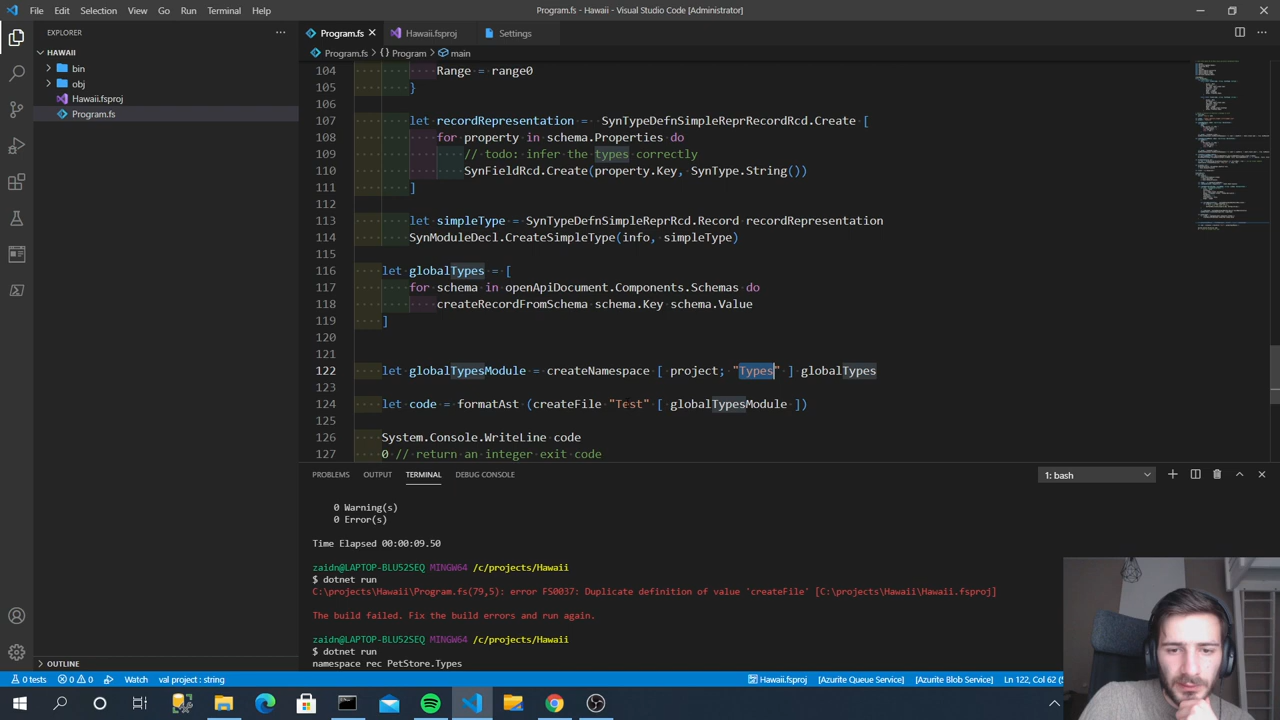 File Edit Selection View Go Run Terminal Help
Program.fs - Hawaii - Visual Studio Code [Administrator]
EXPLORER
HAWAII
bin
obj
Hawaii.fsproj
Program.fs
OUTLINE
Program.fs Hawaii.fsproj Settings
Program.fs > {} Program > main
104 Range = range0
105 }
106
107 let recordRepresentation = SynTypeDefnSimpleReprRecordRcd.Create [
108 for property in schema.Properties do
109 // todo: infer the types correctly
110 SynFieldRcd.Create(property.Key, SynType.String())
111 ]
112
113 let simpleType = SynTypeDefnSimpleReprRcd.Record recordRepresentation
114 SynModuleDecl.CreateSimpleType(info, simpleType)
115
116 let globalTypes = [
117 for schema in openApiDocument.Components.Schemas do
118 createRecordFromSchema schema.Key schema.Value
119 ]
120
121
122 let globalTypesModule = createNamespace [ project; "Types" ] globalTypes
123
124 let code = formatAst (createFile "Test" [ globalTypesModule ])
125
126 System.Console.WriteLine code
127 0 // return an integer exit code
PROBLEMS OUTPUT TERMINAL DEBUG CONSOLE
1: bash
0 Warning(s)
0 Error(s)
Time Elapsed 00:00:09.50
zaidn@LAPTOP-BLU52SEQ MINGW64 /c/projects/Hawaii
$ dotnet run
C:\projects\Hawaii\Program.fs(79,5): error FS0037: Duplicate definition of value 'createFile' [C:\projects\Hawaii\Hawaii.fsproj]
The build failed. Fix the build errors and run again.
zaidn@LAPTOP-BLU52SEQ MINGW64 /c/projects/Hawaii
$ dotnet run
namespace rec PetStore.Types
0 tests 0 0 Watch val project : string
Hawaii.fsproj [Azurite Queue Service] [Azurite Blob Service] Ln 122, Col 62